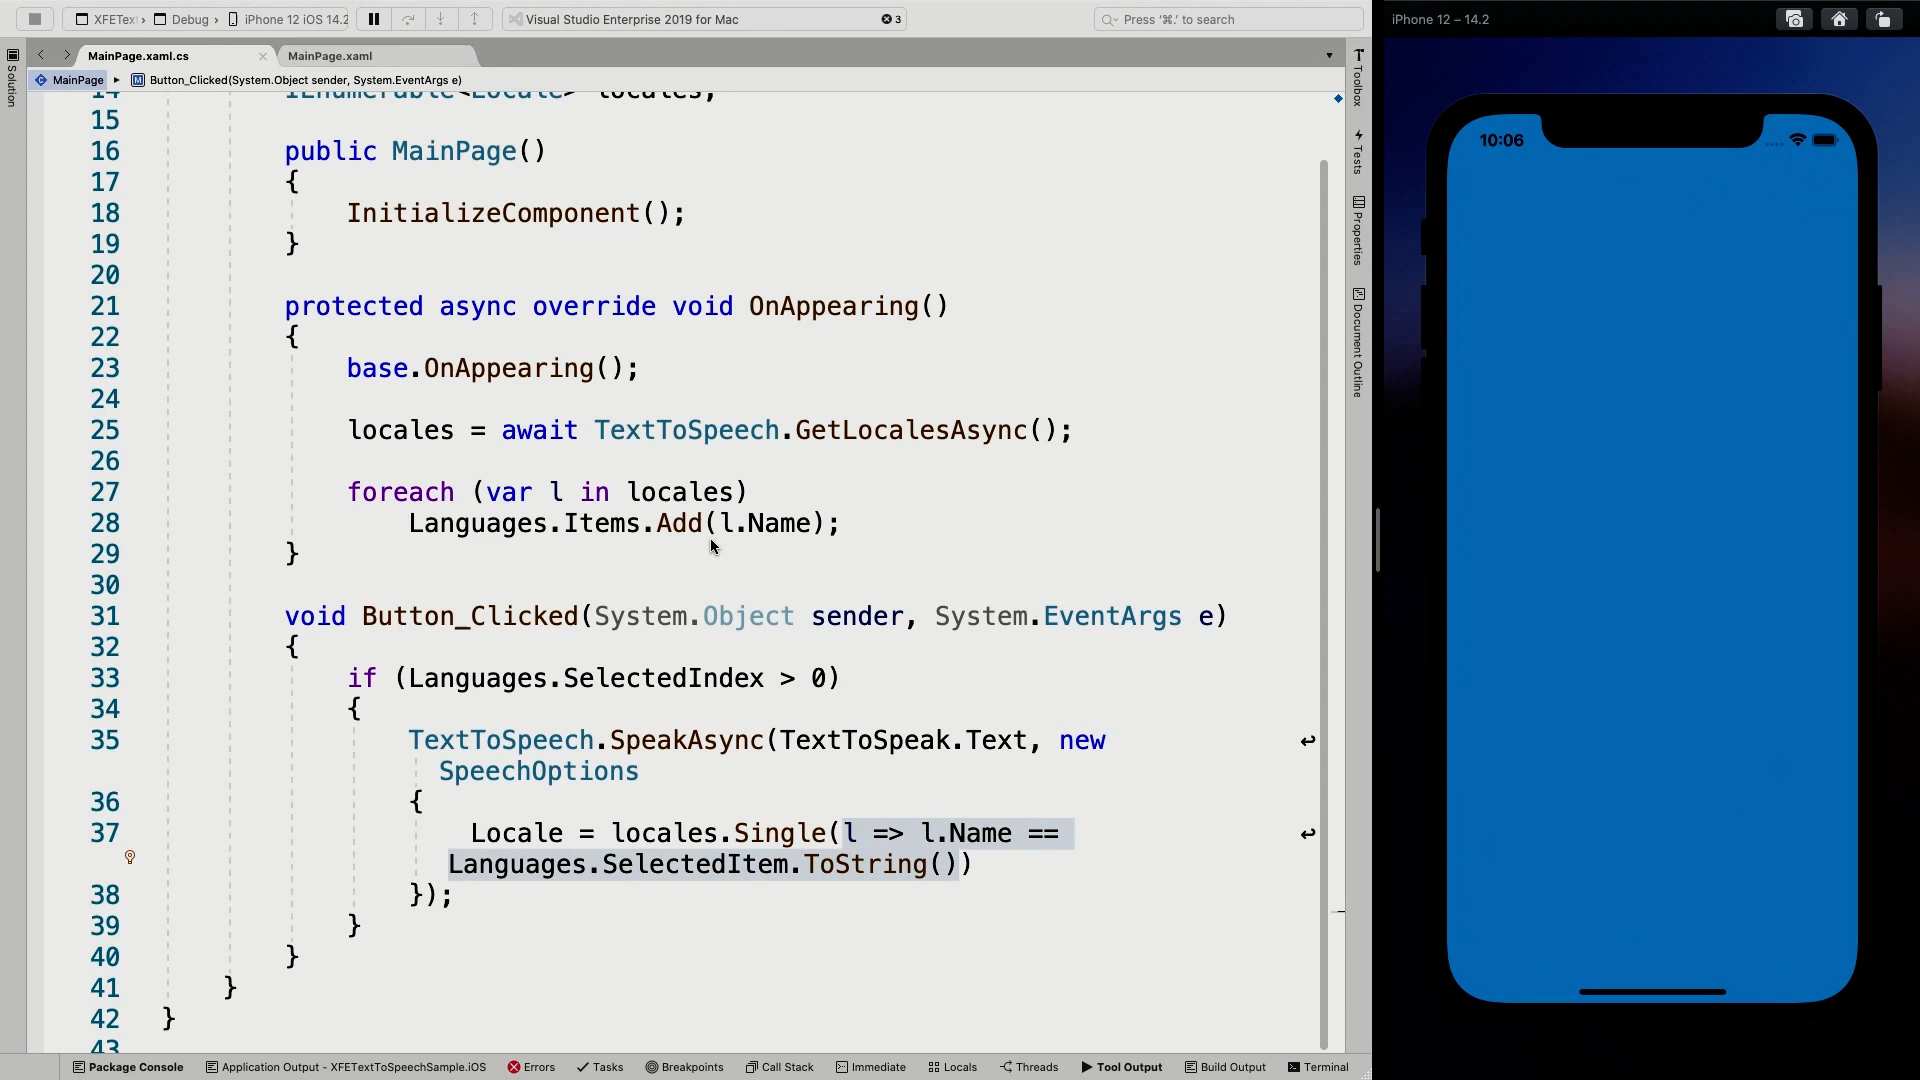 XFETex › Debug › iPhone 12 iOS 14.2
Visual Studio Enterprise 2019 for Mac
3
Press ‘⌘.’ to search
iPhone 12 – 14.2
Solution
MainPage.xaml.cs
MainPage.xaml
MainPage
Button_Clicked(System.Object sender, System.EventArgs e)
14 IEnumerable<Locale> locales;
15
16 public MainPage()
17 {
18 InitializeComponent();
19 }
20
21 protected async override void OnAppearing()
22 {
23 base.OnAppearing();
24
25 locales = await TextToSpeech.GetLocalesAsync();
26
27 foreach (var l in locales)
28 Languages.Items.Add(l.Name);
29 }
30
31 void Button_Clicked(System.Object sender, System.EventArgs e)
32 {
33 if (Languages.SelectedIndex > 0)
34 {
35 TextToSpeech.SpeakAsync(TextToSpeak.Text, new
SpeechOptions
36 {
37 Locale = locales.Single(l => l.Name ==
Languages.SelectedItem.ToString())
38 });
39 }
40 }
41 }
42 }
43
Toolbox
Tests
Properties
Document Outline
10:06
Package Console
Application Output - XFETextToSpeechSample.iOS
Errors
Tasks
Breakpoints
Call Stack
Immediate
Locals
Threads
Tool Output
Build Output
Terminal